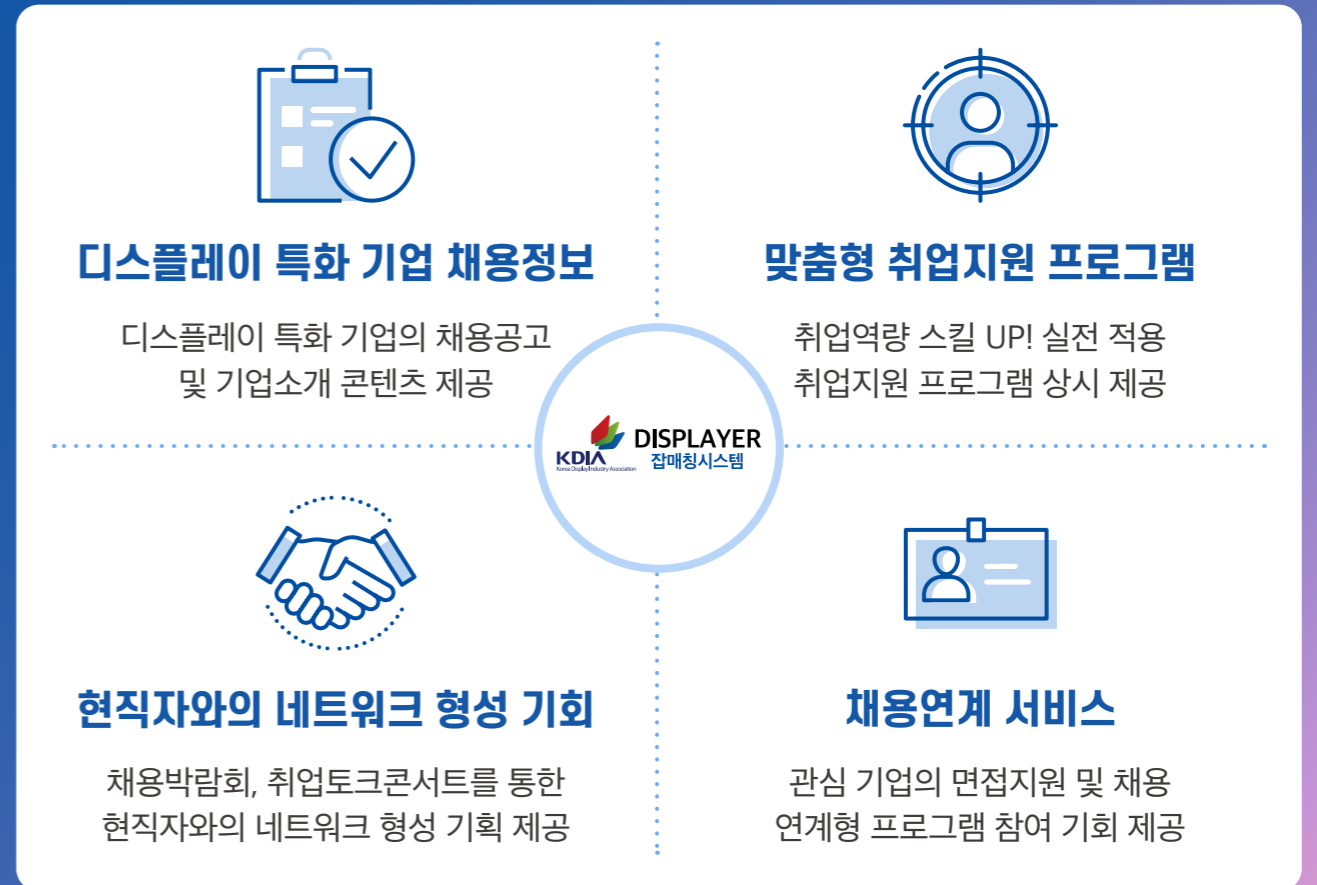 디스플레이 특화 기업 채용정보
디스플레이 특화 기업의 채용공고
및 기업소개 콘텐츠 제공
맞춤형 취업지원 프로그램
취업역량 스킬 UP! 실전 적용
취업지원 프로그램 상시 제공
KDIA
Korea Display Industry Association
DISPLAYER
잡매칭시스템
현직자와의 네트워크 형성 기회
채용박람회, 취업토크콘서트를 통한
현직자와의 네트워크 형성 기획 제공
채용연계 서비스
관심 기업의 면접지원 및 채용
연계형 프로그램 참여 기회 제공